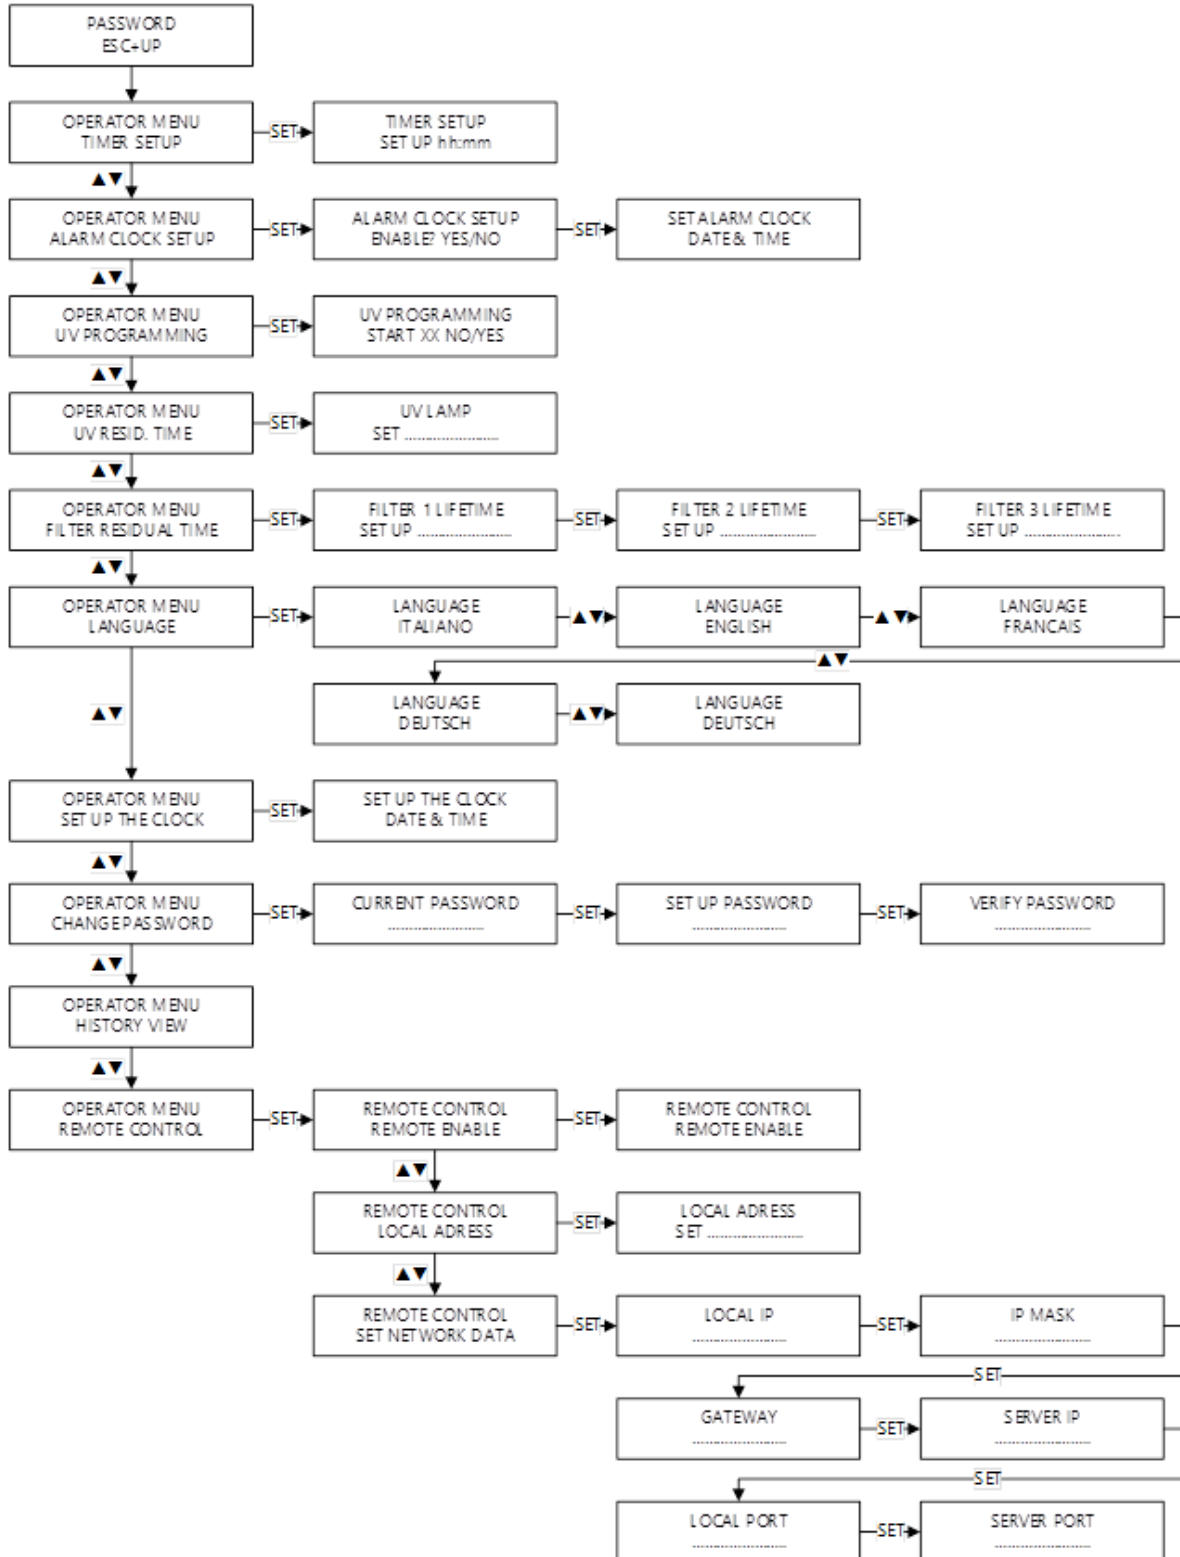 PASSWORD
ESC+UP
OPERATOR MENU
TIMER SETUP
SET
TIMER SETUP
SET UP hh:mm
▲▼
OPERATOR MENU
ALARM CLOCK SETUP
SET
ALARM CLOCK SETUP
ENABLE? YES/NO
SET
SET ALARM CLOCK
DATE & TIME
▲▼
OPERATOR MENU
UV PROGRAMMING
SET
UV PROGRAMMING
START XX NO/YES
▲▼
OPERATOR MENU
UV RESID. TIME
SET
UV LAMP
SET ........................
▲▼
OPERATOR MENU
FILTER RESIDUAL TIME
SET
FILTER 1 LIFETIME
SET UP ........................
SET
FILTER 2 LIFETIME
SET UP ........................
SET
FILTER 3 LIFETIME
SET UP ........................
▲▼
OPERATOR MENU
LANGUAGE
SET
LANGUAGE
ITALIANO
▲▼
LANGUAGE
ENGLISH
▲▼
LANGUAGE
FRANCAIS
▲▼
LANGUAGE
DEUTSCH
▲▼
LANGUAGE
DEUTSCH
▲▼
OPERATOR MENU
SET UP THE CLOCK
SET
SET UP THE CLOCK
DATE & TIME
▲▼
OPERATOR MENU
CHANGE PASSWORD
SET
CURRENT PASSWORD
........................
SET
SET UP PASSWORD
........................
SET
VERIFY PASSWORD
........................
▲▼
OPERATOR MENU
HISTORY VIEW
▲▼
OPERATOR MENU
REMOTE CONTROL
SET
REMOTE CONTROL
REMOTE ENABLE
SET
REMOTE CONTROL
REMOTE ENABLE
▲▼
REMOTE CONTROL
LOCAL ADRESS
SET
LOCAL ADRESS
SET ........................
▲▼
REMOTE CONTROL
SET NETWORK DATA
SET
LOCAL IP
........................
SET
IP MASK
........................
SET
GATEWAY
........................
SET
SERVER IP
........................
SET
LOCAL PORT
........................
SET
SERVER PORT
........................